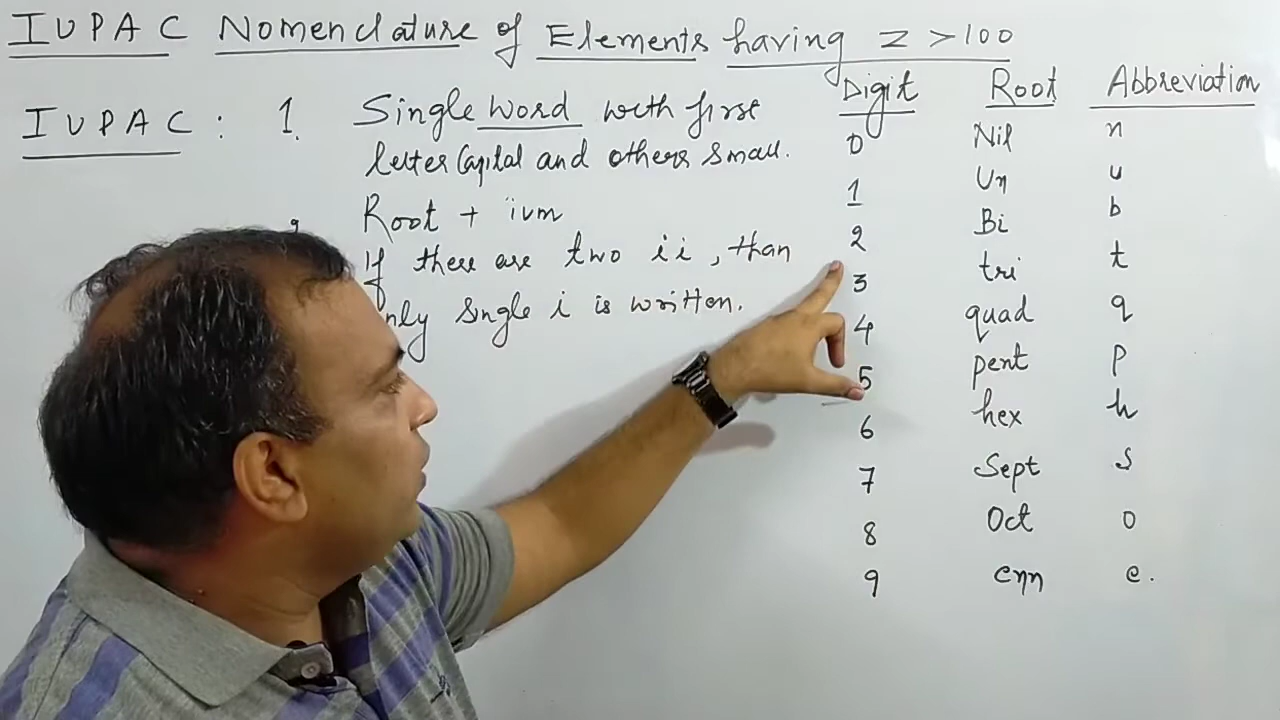 IUPAC Nomenclature of Elements having Z > 100
IUPAC : 1. Single word with first
letter Capital and others small.
Root + ium
If there are two ii, than
single i is written.
Digit Root Abbreviation
0 Nil n
1 Un u
2 Bi b
3 tri t
4 quad q
5 pent p
6 hex h
7 Sept s
8 Oct o
9 enn e.